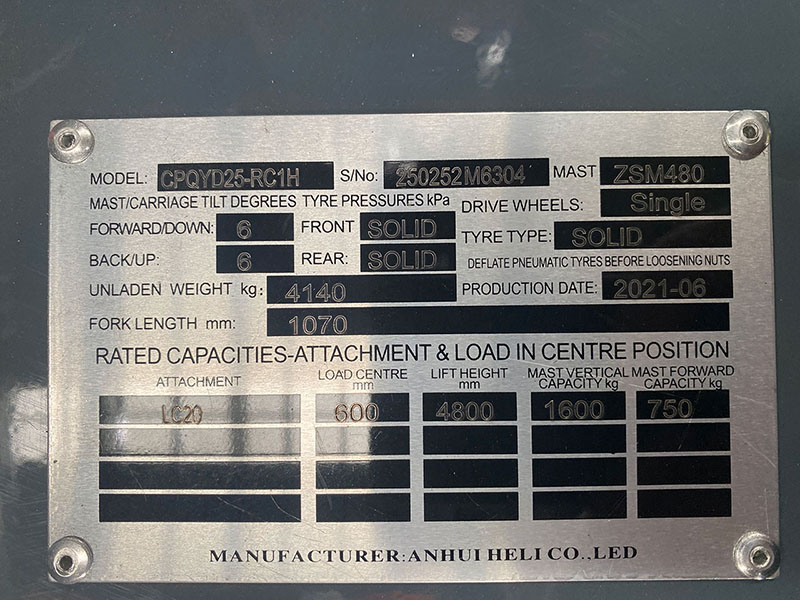 MODEL: CPQYD25-RC1H S/No: 250252M6304 MAST ZSM480
MAST/CARRIAGE TILT DEGREES TYRE PRESSURES kPa DRIVE WHEELS: Single
FORWARD/DOWN: 6 FRONT SOLID TYRE TYPE: SOLID
BACK/UP: 6 REAR: SOLID DEFLATE PNEUMATIC TYRES BEFORE LOOSENING NUTS
UNLADEN WEIGHT kg: 4140 PRODUCTION DATE: 2021-06
FORK LENGTH mm: 1070
RATED CAPACITIES-ATTACHMENT & LOAD IN CENTRE POSITION
ATTACHMENT LOAD CENTRE mm LIFT HEIGHT mm MAST VERTICAL CAPACITY kg MAST FORWARD CAPACITY kg
LC20 600 4800 1600 750
MANUFACTURER:ANHUI HELI CO.,LED